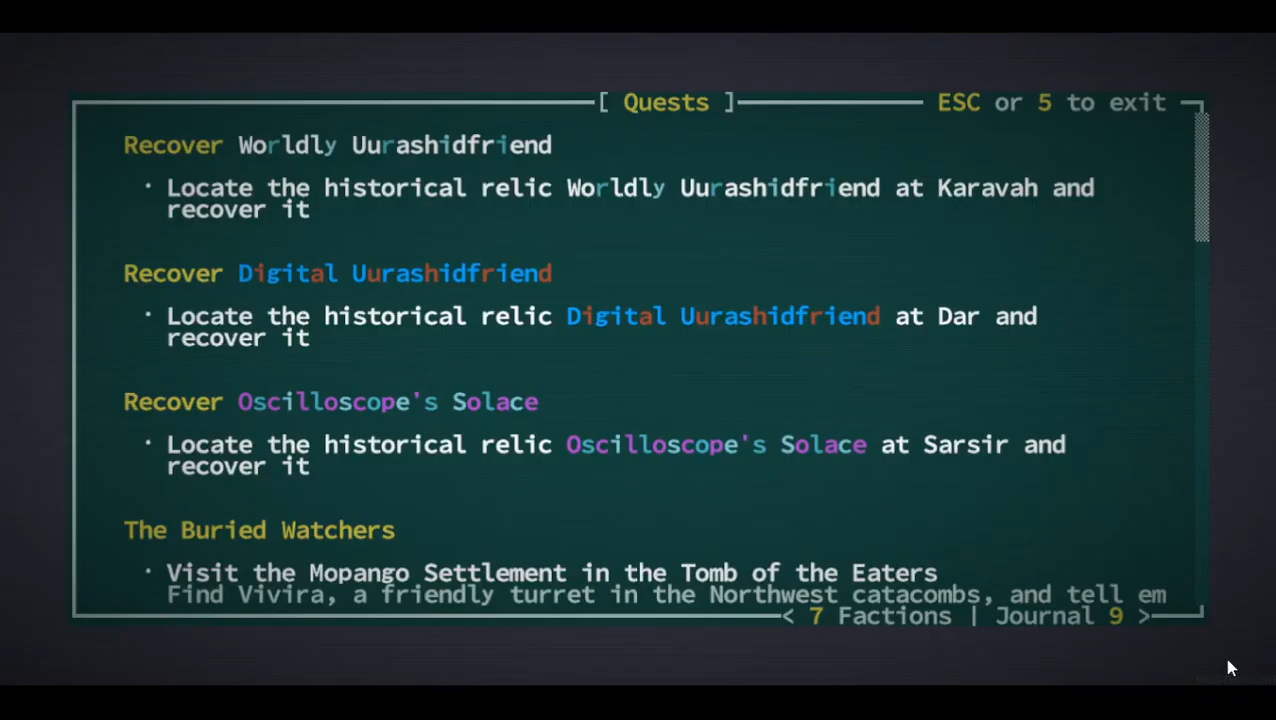 [ Quests ] ESC or 5 to exit
Recover Worldly Uurashidfriend
· Locate the historical relic Worldly Uurashidfriend at Karavah and
recover it
Recover Digital Uurashidfriend
· Locate the historical relic Digital Uurashidfriend at Dar and
recover it
Recover Oscilloscope's Solace
· Locate the historical relic Oscilloscope's Solace at Sarsir and
recover it
The Buried Watchers
· Visit the Mopango Settlement in the Tomb of the Eaters
Find Vivira, a friendly turret in the Northwest catacombs, and tell em
< 7 Factions | Journal 9 >